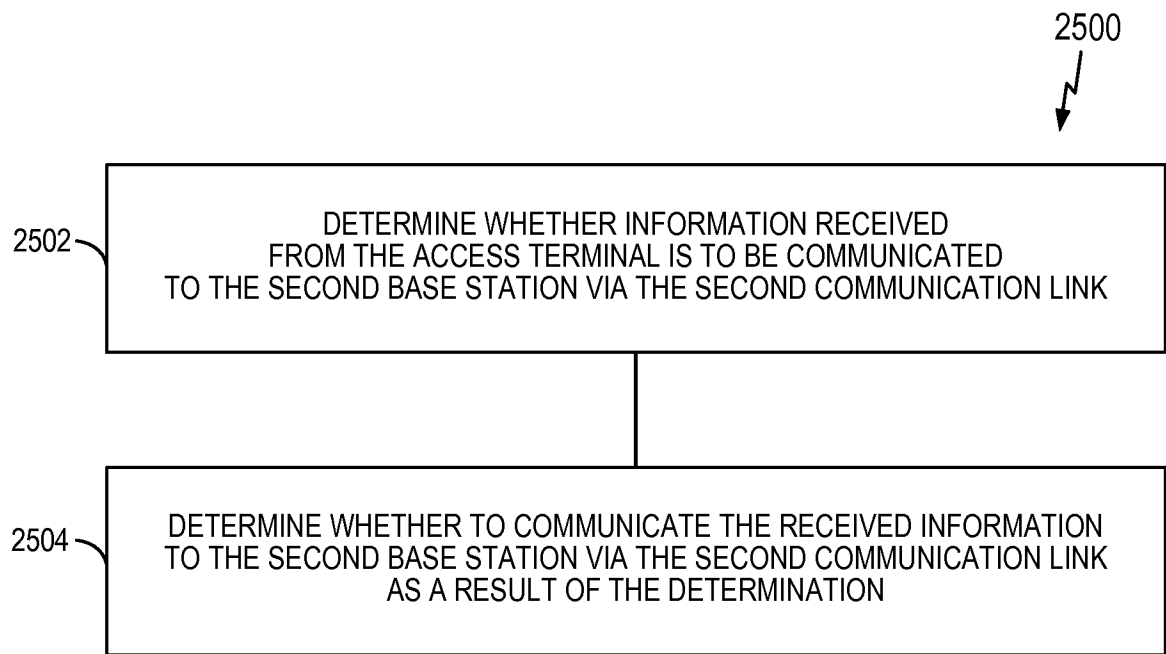 2500
2502
DETERMINE WHETHER INFORMATION RECEIVED
FROM THE ACCESS TERMINAL IS TO BE COMMUNICATED
TO THE SECOND BASE STATION VIA THE SECOND COMMUNICATION LINK
2504
DETERMINE WHETHER TO COMMUNICATE THE RECEIVED INFORMATION
TO THE SECOND BASE STATION VIA THE SECOND COMMUNICATION LINK
AS A RESULT OF THE DETERMINATION